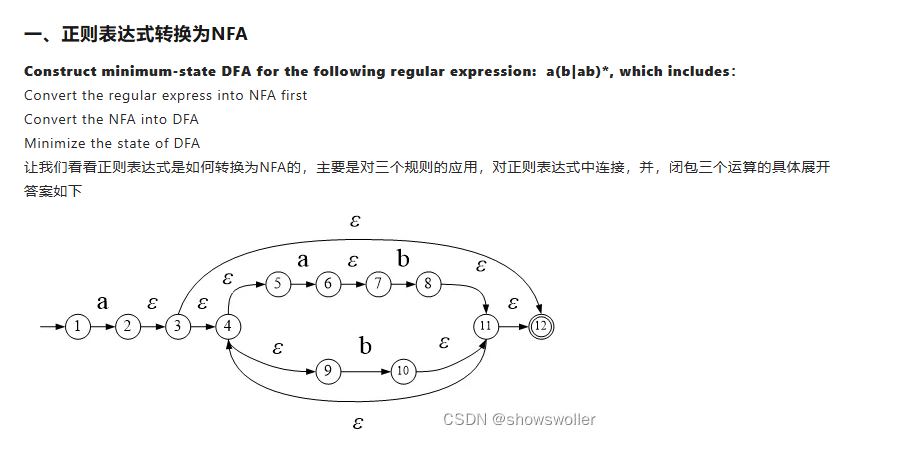 一、正则表达式转换为NFA
Construct minimum-state DFA for the following regular expression: a(b|ab)*, which includes：
Convert the regular express into NFA first
Convert the NFA into DFA
Minimize the state of DFA
让我们看看正则表达式是如何转换为NFA的，主要是对三个规则的应用，对正则表达式中连接，并，闭包三个运算的具体展开
答案如下
ε
a ε b ε
ε
5 6 7 8
a ε ε ε
1 2 3 4 11 12
ε b ε
9 10
CSDN @showswoller
ε